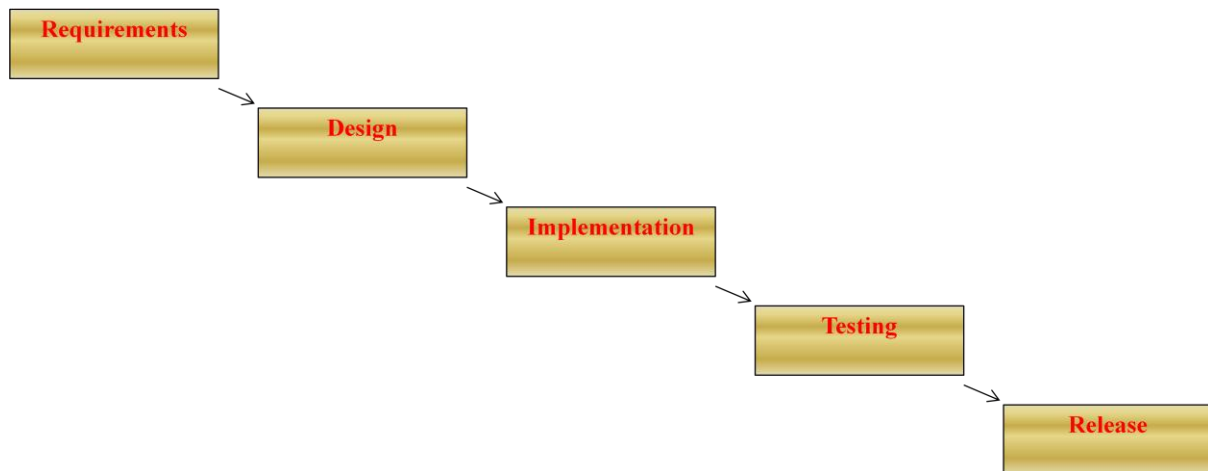 Requirements
Design
Implementation
Testing
Release